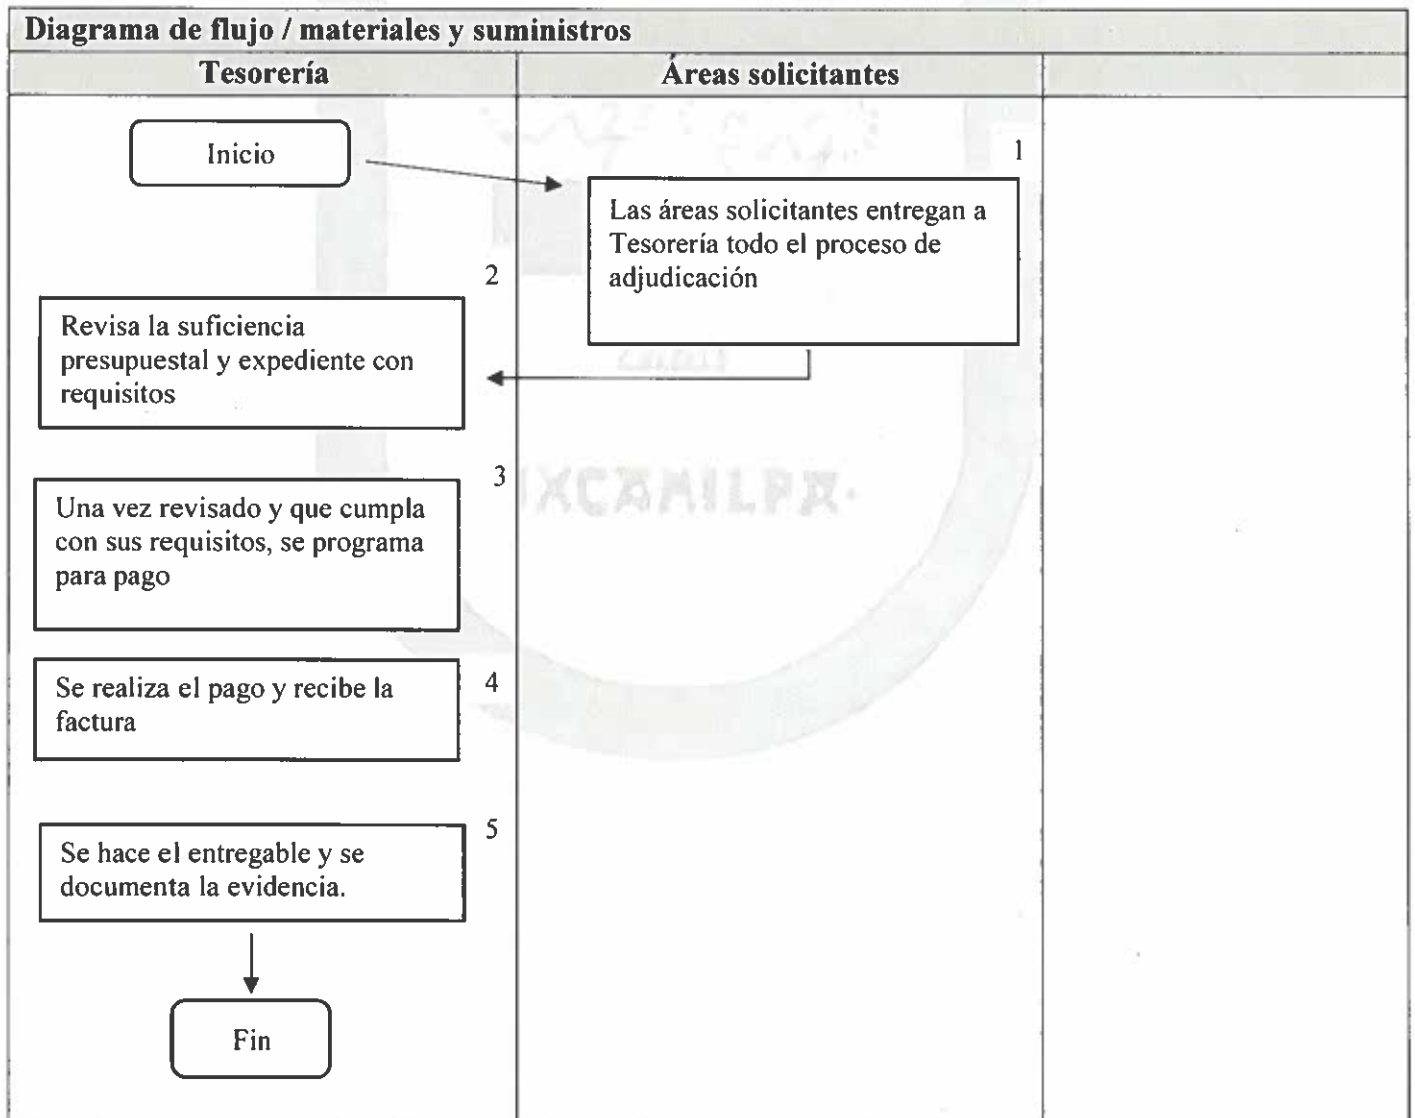 Diagrama de flujo / materiales y suministros
Tesorería
Áreas solicitantes
Inicio
1
Las áreas solicitantes entregan a
Tesorería todo el proceso de
adjudicación
2
Revisa la suficiencia
presupuestal y expediente con
requisitos
3
Una vez revisado y que cumpla
con sus requisitos, se programa
para pago
4
Se realiza el pago y recibe la
factura
5
Se hace el entregable y se
documenta la evidencia.
Fin